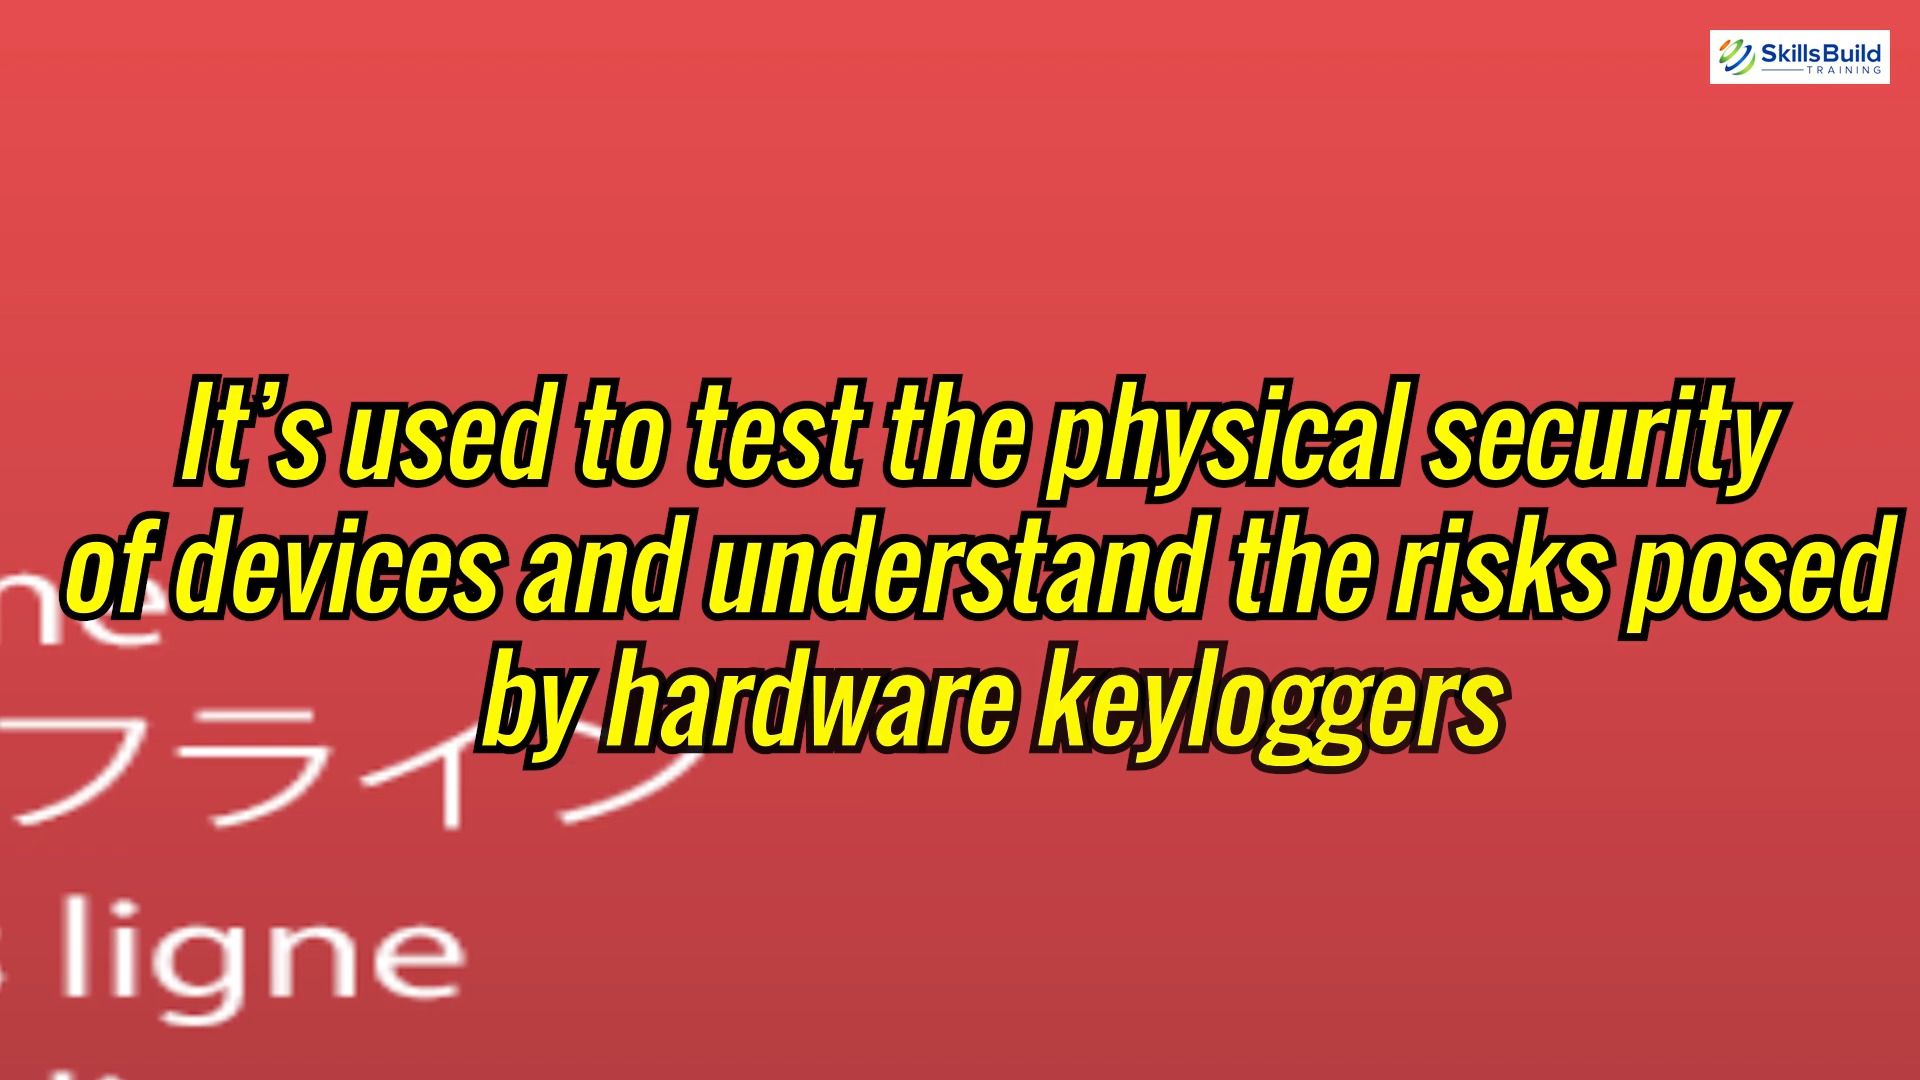 SkillsBuild
TRAINING
It’s used to test the physical security
of devices and understand the risks posed
by hardware keyloggers
フライン
ligne